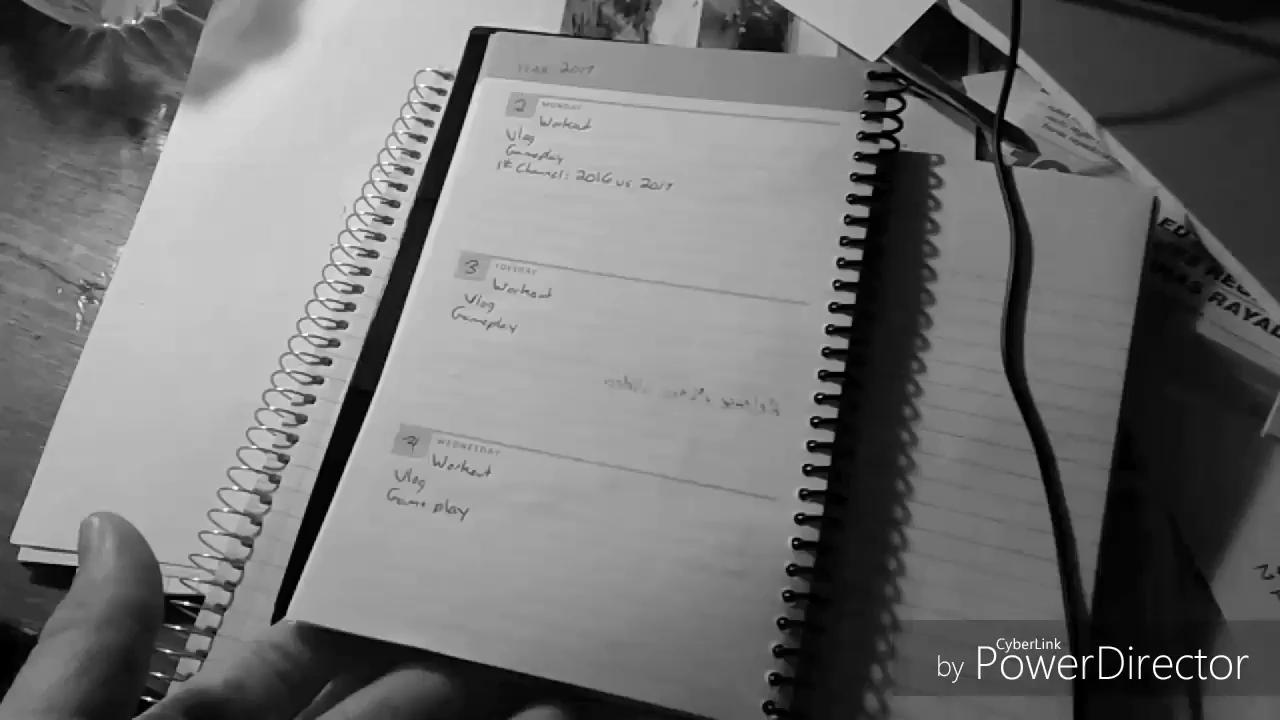 YEAR 2017
2 MONDAY
Workout
Vlog
Gameplay
1st Channel: 2016 vs 2017
3 TUESDAY
Workout
Vlog
Gameplay
4 WEDNESDAY
Workout
Vlog
Game play
RAYAD
CyberLink
by PowerDirector